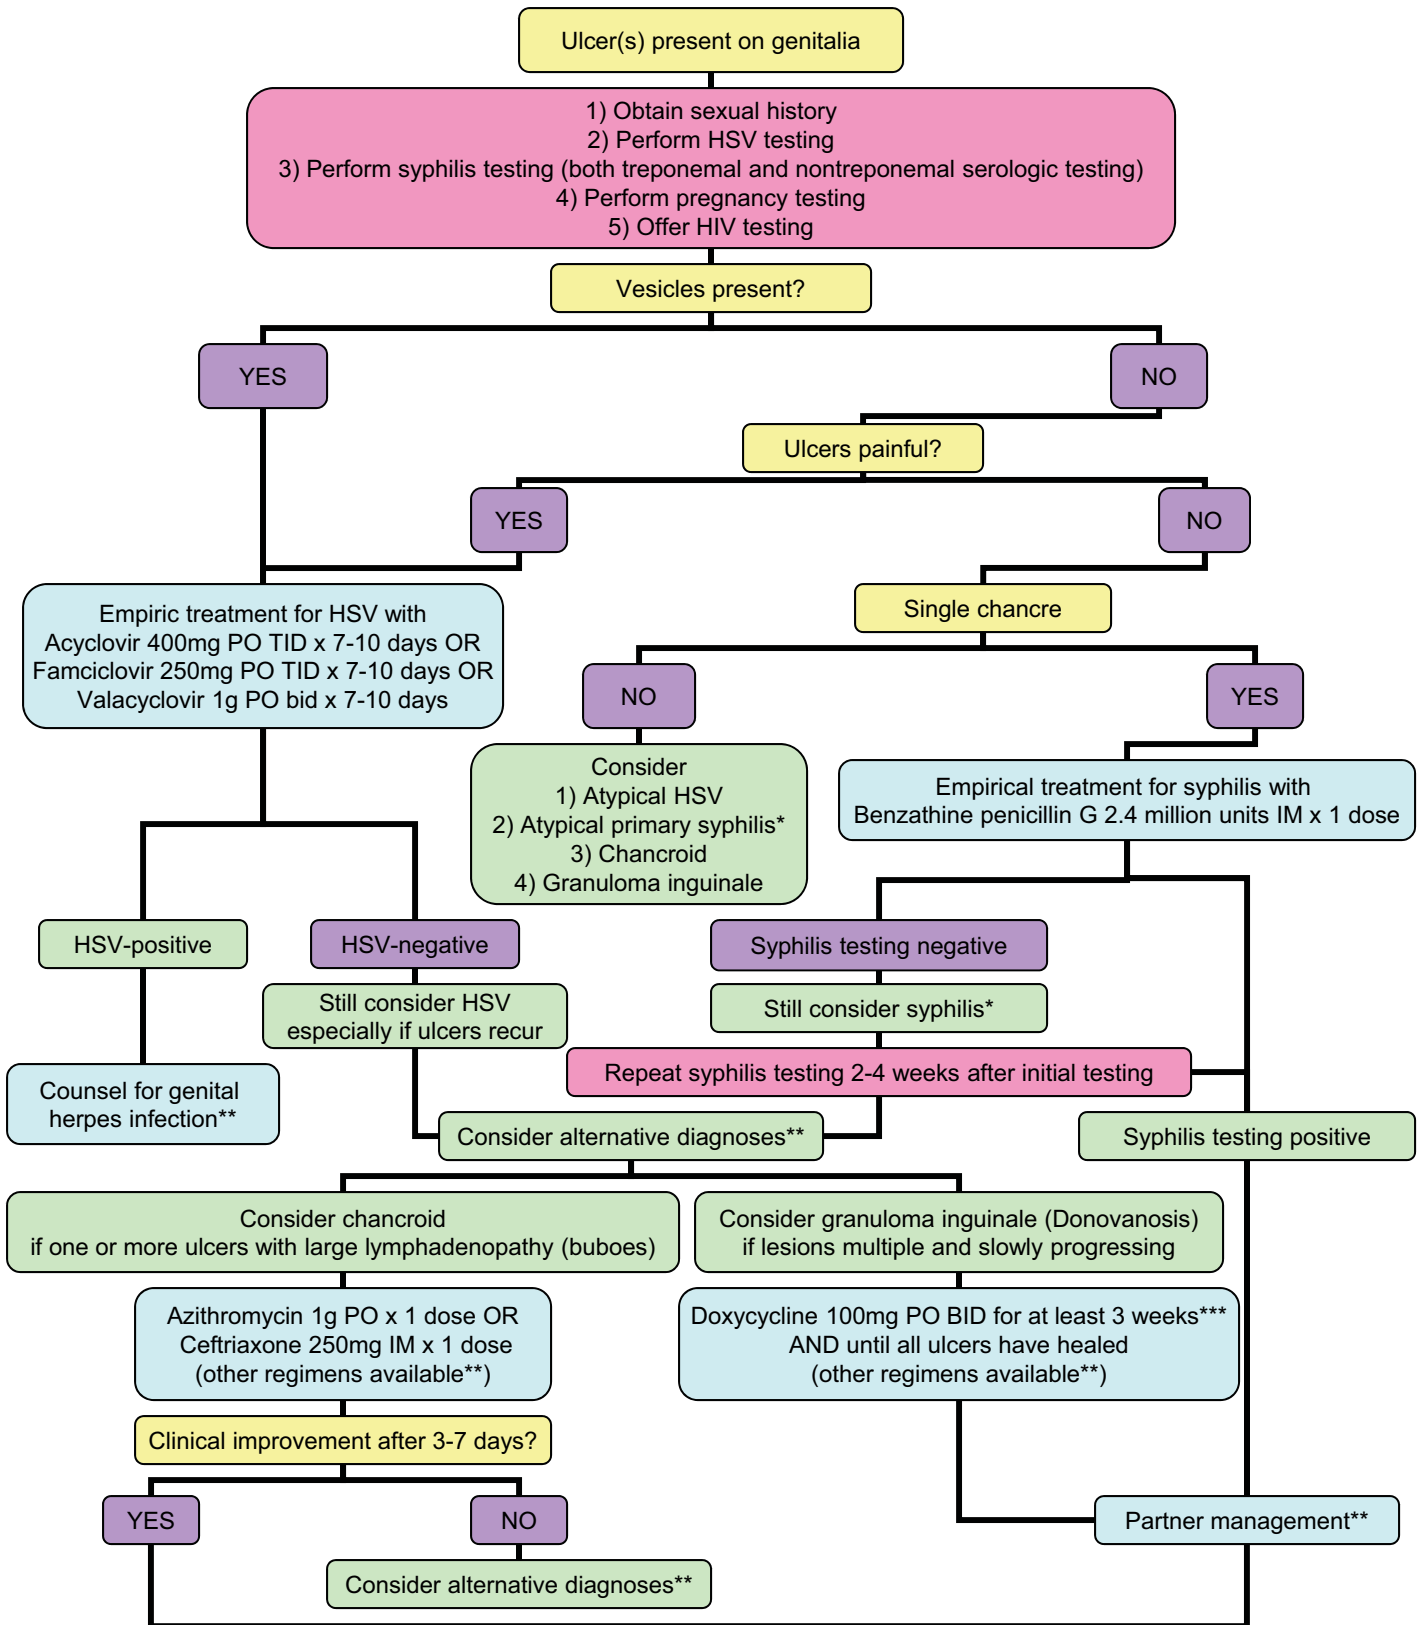 Ulcer(s) present on genitalia
1) Obtain sexual history
2) Perform HSV testing
3) Perform syphilis testing (both treponemal and nontreponemal serologic testing)
4) Perform pregnancy testing
5) Offer HIV testing
Vesicles present?
YES
NO
Ulcers painful?
YES
NO
Empiric treatment for HSV with
Acyclovir 400mg PO TID x 7-10 days OR
Famciclovir 250mg PO TID x 7-10 days OR
Valacyclovir 1g PO bid x 7-10 days
Single chancre
NO
YES
Consider
1) Atypical HSV
2) Atypical primary syphilis*
3) Chancroid
4) Granuloma inguinale
Empirical treatment for syphilis with
Benzathine penicillin G 2.4 million units IM x 1 dose
HSV-positive
HSV-negative
Syphilis testing negative
Still consider HSV
especially if ulcers recur
Still consider syphilis*
Repeat syphilis testing 2-4 weeks after initial testing
Counsel for genital
herpes infection**
Consider alternative diagnoses**
Syphilis testing positive
Consider chancroid
if one or more ulcers with large lymphadenopathy (buboes)
Consider granuloma inguinale (Donovanosis)
if lesions multiple and slowly progressing
Azithromycin 1g PO x 1 dose OR
Ceftriaxone 250mg IM x 1 dose
(other regimens available**)
Doxycycline 100mg PO BID for at least 3 weeks***
AND until all ulcers have healed
(other regimens available**)
Clinical improvement after 3-7 days?
YES
NO
Partner management**
Consider alternative diagnoses**